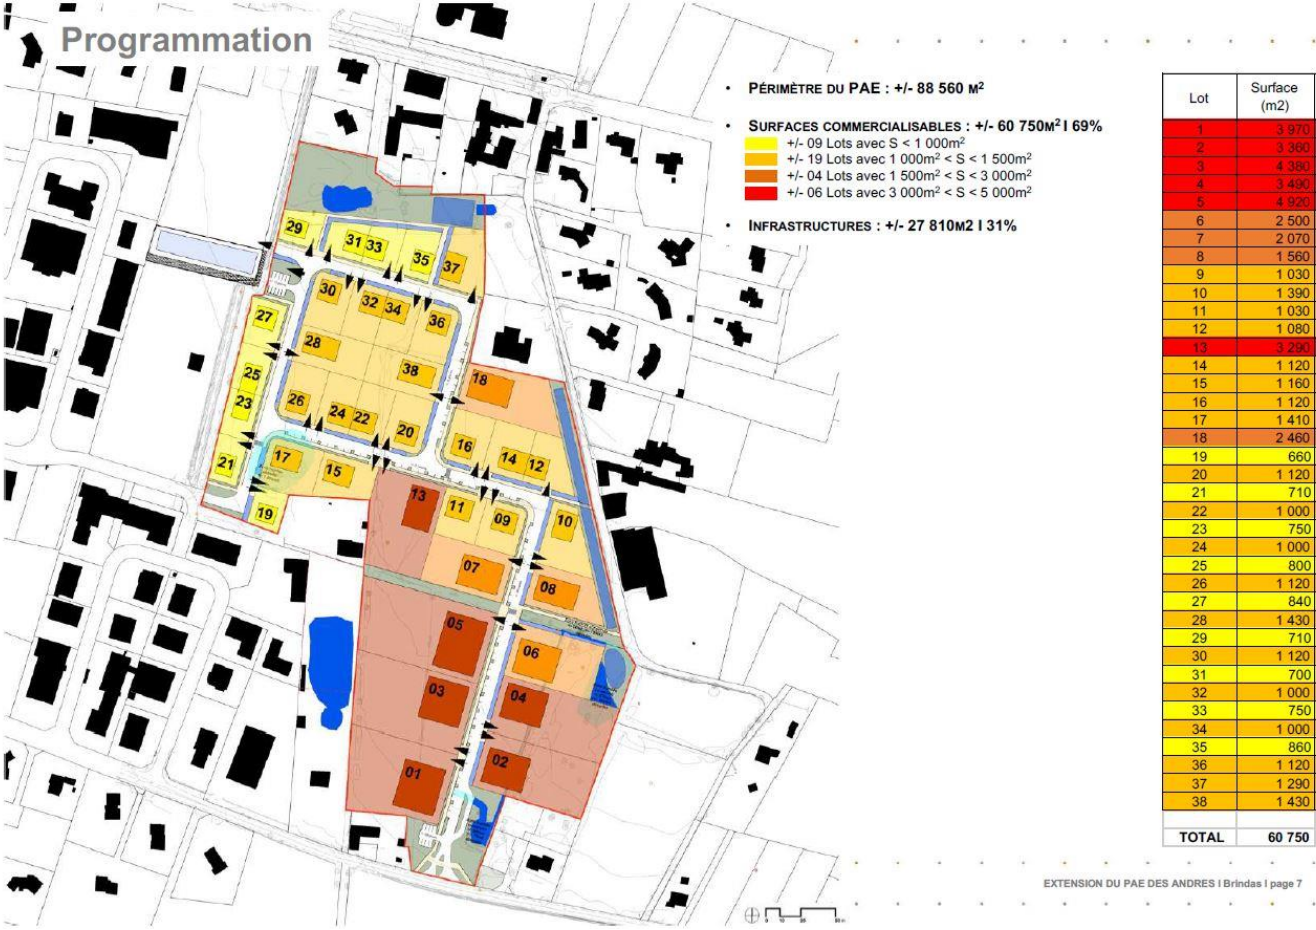 Programmation
• PÉRIMÈTRE DU PAE : +/- 88 560 M²
• SURFACES COMMERCIALISABLES : +/- 60 750M² I 69%
+/- 09 Lots avec S < 1 000m²
+/- 19 Lots avec 1 000m² < S < 1 500m²
+/- 04 Lots avec 1 500m² < S < 3 000m²
+/- 06 Lots avec 3 000m² < S < 5 000m²
• INFRASTRUCTURES : +/- 27 810M2 I 31%
29
31 33
35
37
30
32 34
36
27
28
38
25
18
23
26
24 22
20
16
21
17
15
14 12
19
13
11
09
10
07
08
05
06
03
04
01
02
Lot Surface (m2)
1 3 970
2 3 360
3 4 380
4 3 490
5 4 920
6 2 500
7 2 070
8 1 560
9 1 030
10 1 390
11 1 030
12 1 080
13 3 290
14 1 120
15 1 160
16 1 120
17 1 410
18 2 460
19 660
20 1 120
21 710
22 1 000
23 750
24 1 000
25 800
26 1 120
27 840
28 1 430
29 710
30 1 120
31 700
32 1 000
33 750
34 1 000
35 860
36 1 120
37 1 290
38 1 430
TOTAL 60 750
EXTENSION DU PAE DES ANDRES I Brindas I page 7